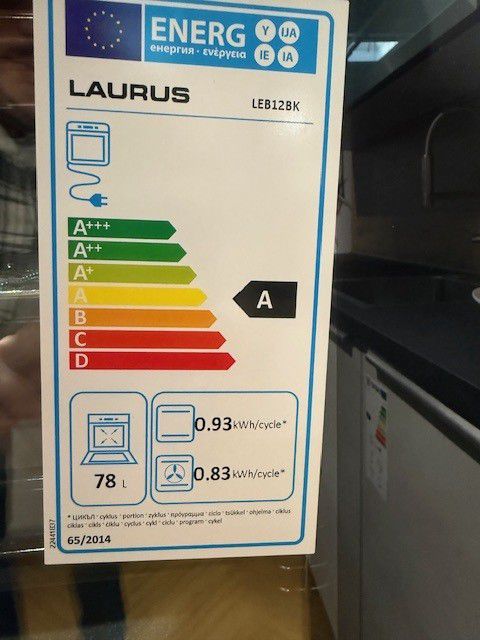 ENERG
енергия · ενέργεια
Y
IJA
IE
IA
LAURUS
LEB12BK
A+++
A++
A+
A
B
C
D
A
78 L
0.93 kWh/cycle*
0.83 kWh/cycle*
* ЦИКЪЛ · cyklus · portion · zyklus · πρόγραμμα · ciclo · tsükkel · ohjelma · ciklus
ciklas · cikls · ċiklu · cyclus · cykl · ciclu · program · cykel
65/2014